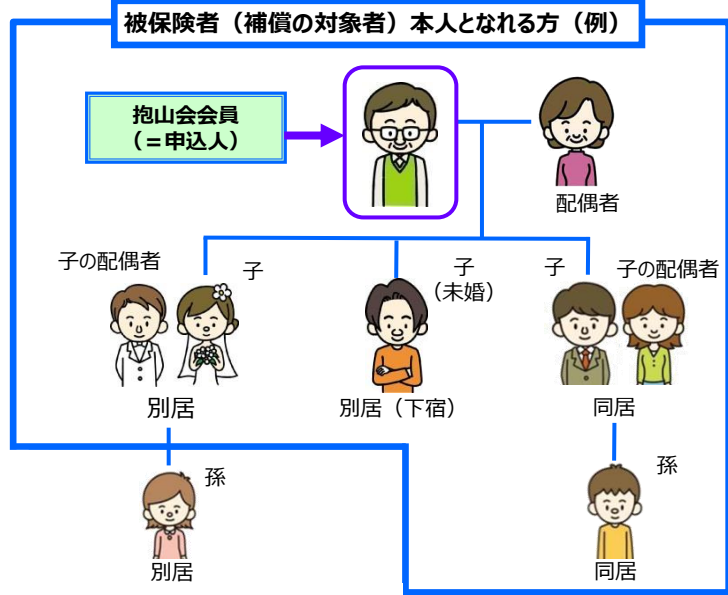 被保険者（補償の対象者）本人となれる方（例）
抱山会会員
（＝申込人）
配偶者
子の配偶者
子
子
（未婚）
子
子の配偶者
別居
別居（下宿）
同居
孫
孫
別居
同居